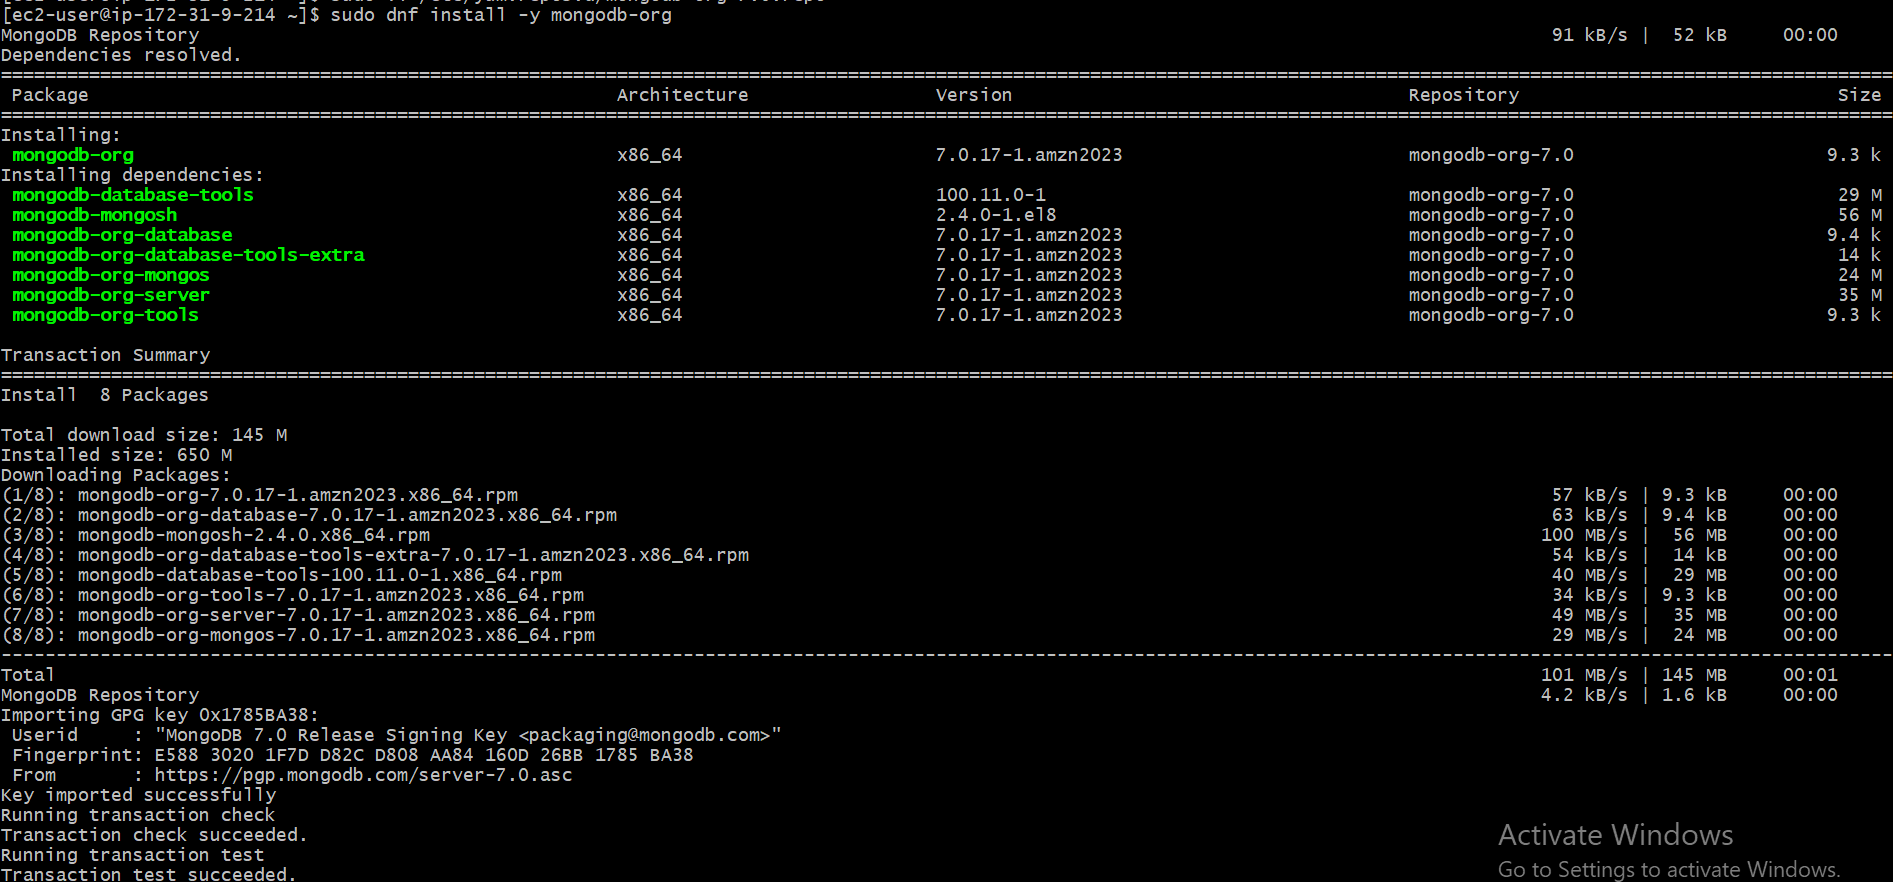 [ec2-user@ip-172-31-9-214 ~]$ sudo dnf install -y mongodb-org
MongoDB Repository 91 kB/s | 52 kB 00:00
Dependencies resolved.
Package Architecture Version Repository Size
Installing:
mongodb-org x86_64 7.0.17-1.amzn2023 mongodb-org-7.0 9.3 k
Installing dependencies:
mongodb-database-tools x86_64 100.11.0-1 mongodb-org-7.0 29 M
mongodb-mongosh x86_64 2.4.0-1.el8 mongodb-org-7.0 56 M
mongodb-org-database x86_64 7.0.17-1.amzn2023 mongodb-org-7.0 9.4 k
mongodb-org-database-tools-extra x86_64 7.0.17-1.amzn2023 mongodb-org-7.0 14 k
mongodb-org-mongos x86_64 7.0.17-1.amzn2023 mongodb-org-7.0 24 M
mongodb-org-server x86_64 7.0.17-1.amzn2023 mongodb-org-7.0 35 M
mongodb-org-tools x86_64 7.0.17-1.amzn2023 mongodb-org-7.0 9.3 k
Transaction Summary
Install 8 Packages
Total download size: 145 M
Installed size: 650 M
Downloading Packages:
(1/8): mongodb-org-7.0.17-1.amzn2023.x86_64.rpm 57 kB/s | 9.3 kB 00:00
(2/8): mongodb-org-database-7.0.17-1.amzn2023.x86_64.rpm 63 kB/s | 9.4 kB 00:00
(3/8): mongodb-mongosh-2.4.0.x86_64.rpm 100 MB/s | 56 MB 00:00
(4/8): mongodb-org-database-tools-extra-7.0.17-1.amzn2023.x86_64.rpm 54 kB/s | 14 kB 00:00
(5/8): mongodb-database-tools-100.11.0-1.x86_64.rpm 40 MB/s | 29 MB 00:00
(6/8): mongodb-org-tools-7.0.17-1.amzn2023.x86_64.rpm 34 kB/s | 9.3 kB 00:00
(7/8): mongodb-org-server-7.0.17-1.amzn2023.x86_64.rpm 49 MB/s | 35 MB 00:00
(8/8): mongodb-org-mongos-7.0.17-1.amzn2023.x86_64.rpm 29 MB/s | 24 MB 00:00
Total 101 MB/s | 145 MB 00:01
MongoDB Repository 4.2 kB/s | 1.6 kB 00:00
Importing GPG key 0x1785BA38:
Userid : "MongoDB 7.0 Release Signing Key <packaging@mongodb.com>"
Fingerprint: E588 3020 1F7D D82C D808 AA84 160D 26BB 1785 BA38
From : https://pgp.mongodb.com/server-7.0.asc
Key imported successfully
Running transaction check
Transaction check succeeded.
Running transaction test
Transaction test succeeded.
Activate Windows
Go to Settings to activate Windows.